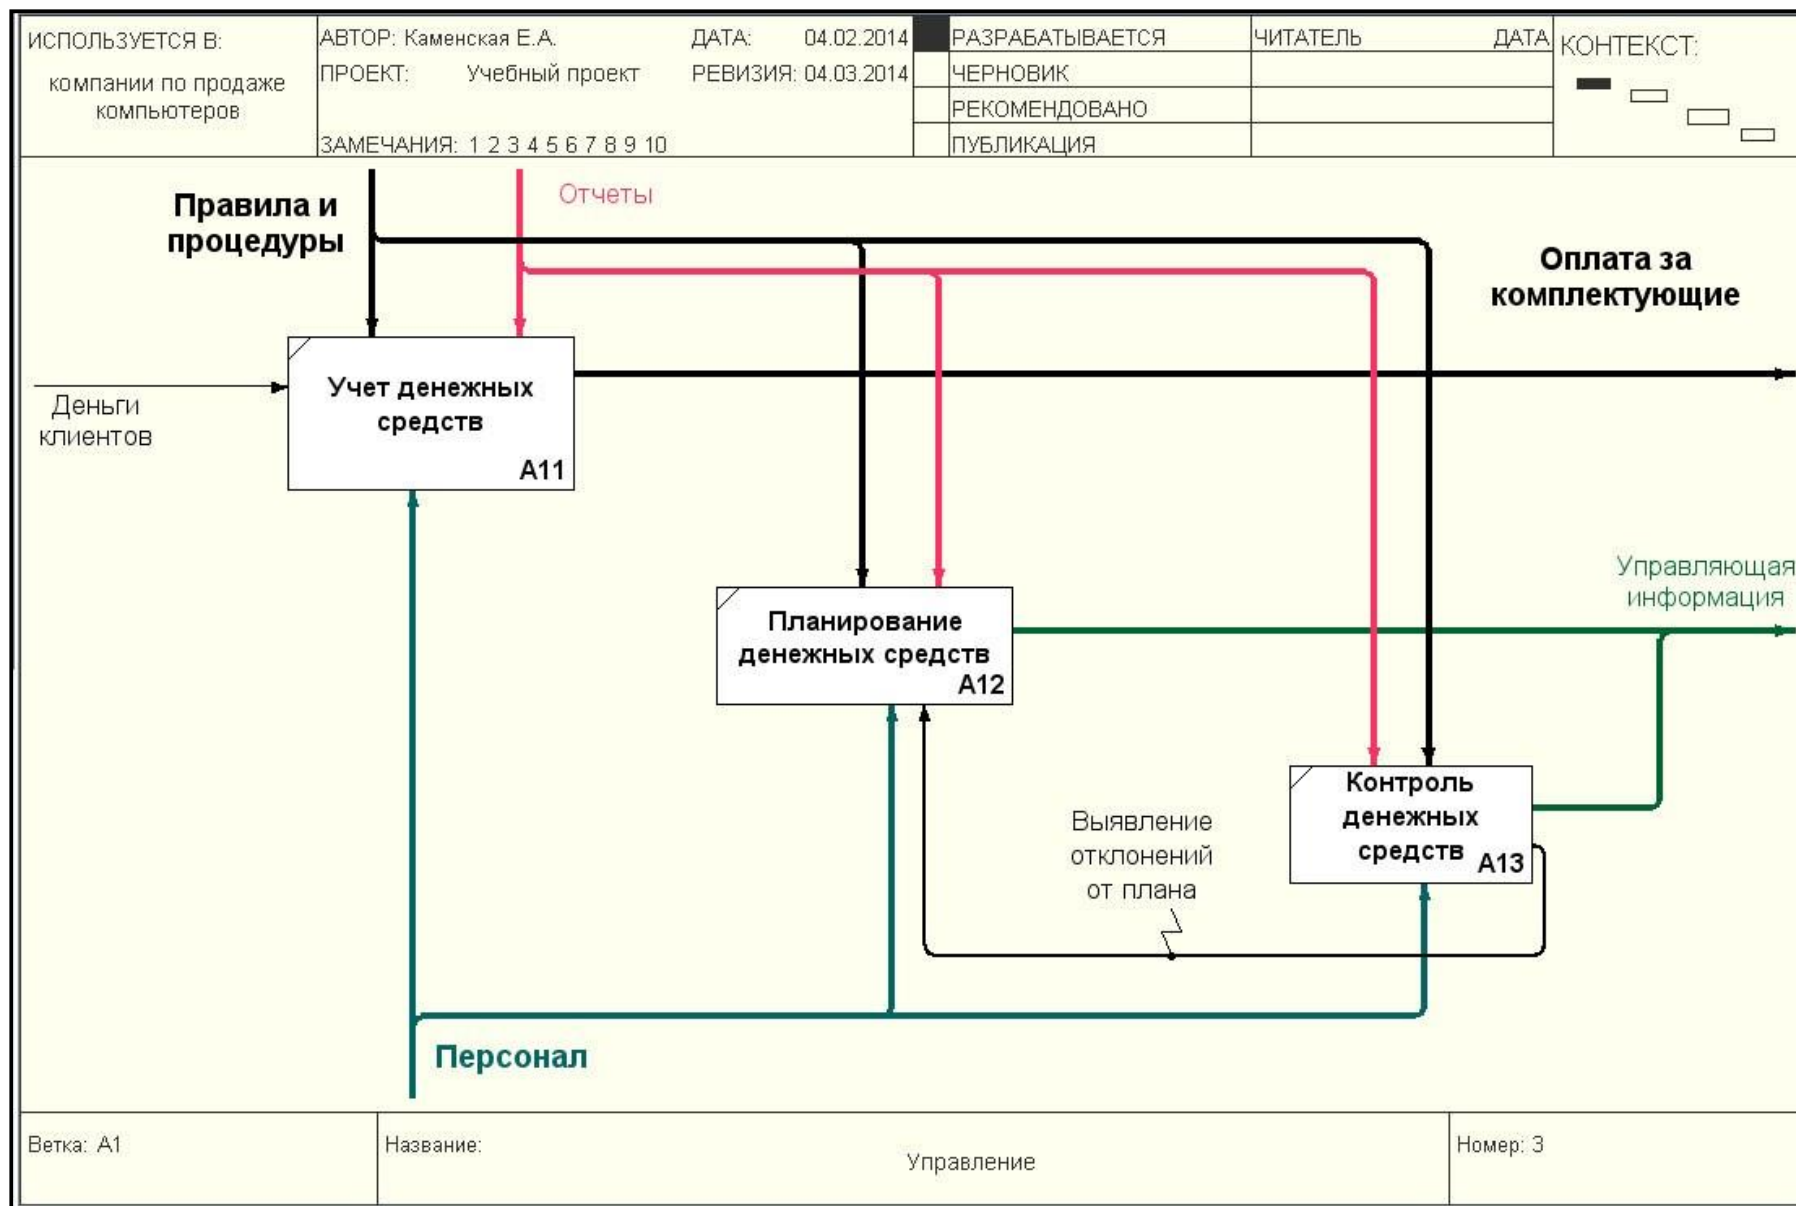 ИСПОЛЬЗУЕТСЯ В:
компании по продаже
компьютеров
АВТОР: Каменская Е.А.
ДАТА: 04.02.2014
ПРОЕКТ: Учебный проект
РЕВИЗИЯ: 04.03.2014
ЗАМЕЧАНИЯ: 1 2 3 4 5 6 7 8 9 10
РАЗРАБАТЫВАЕТСЯ
ЧЕРНОВИК
РЕКОМЕНДОВАНО
ПУБЛИКАЦИЯ
ЧИТАТЕЛЬ
ДАТА
КОНТЕКСТ:
Правила и
процедуры
Отчеты
Оплата за
комплектующие
Деньги
клиентов
Учет денежных
средств
A11
Управляющая
информация
Планирование
денежных средств
A12
Контроль
денежных
средств
A13
Выявление
отклонений
от плана
Персонал
Ветка: A1
Название:
Управление
Номер: 3